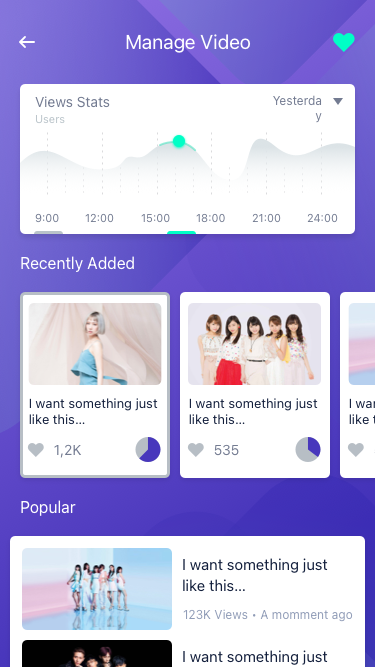 Manage Video
Views Stats
Yesterda
y
Users
9:00 12:00 15:00 18:00 21:00 24:00
Recently Added
I want something just
like this...
1,2K
I want something just
like this...
535
I wan
like t
Popular
I want something just
like this...
123K Views • A momment ago
I want something just